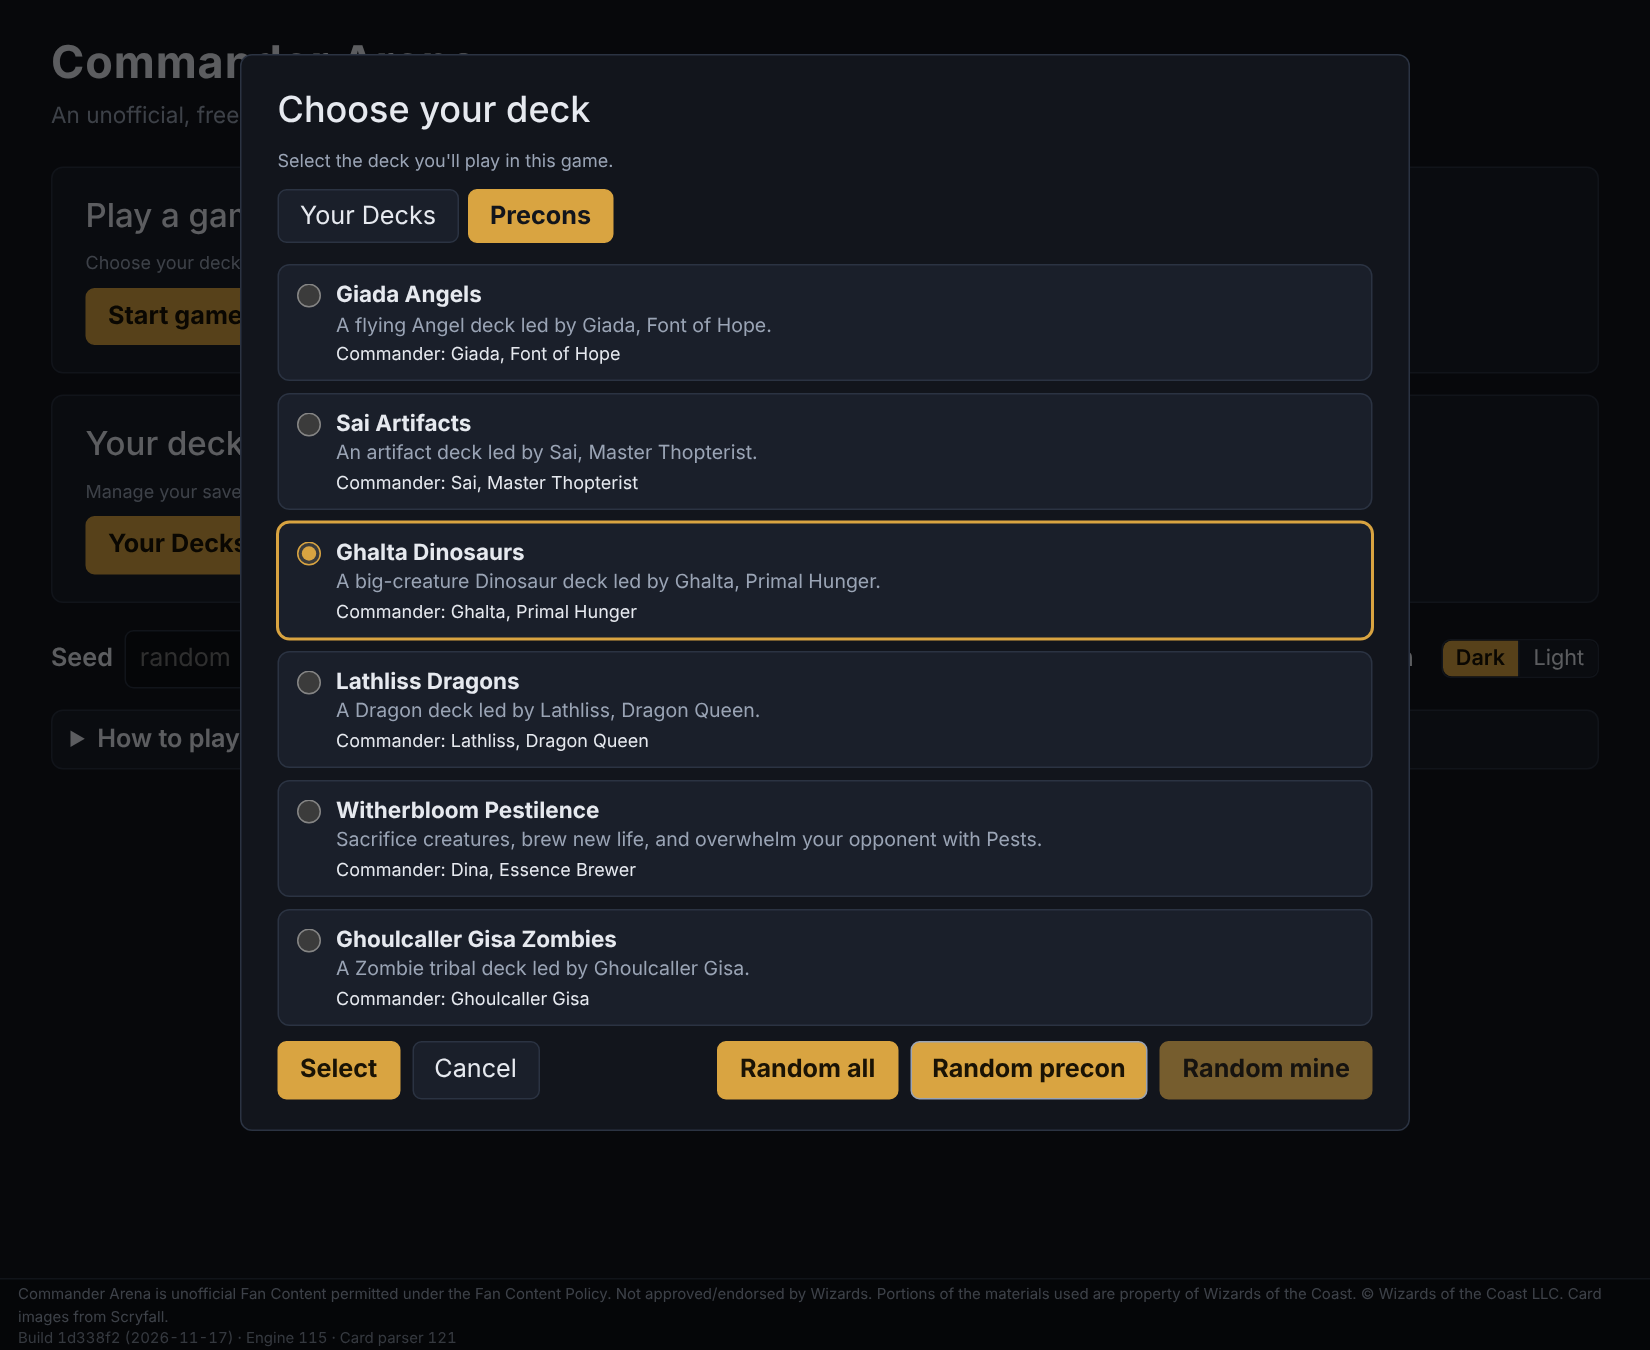 Comman
An unofficial, free
Choose your deck
Select the deck you'll play in this game.
Your Decks
Precons
Play a gar
Choose your deck
Start game
Giada Angels
A flying Angel deck led by Giada, Font of Hope.
Commander: Giada, Font of Hope
Sai Artifacts
An artifact deck led by Sai, Master Thopterist.
Commander: Sai, Master Thopterist
Your deck
Manage your save
Your Decks
Ghalta Dinosaurs
A big-creature Dinosaur deck led by Ghalta, Primal Hunger.
Commander: Ghalta, Primal Hunger
Seed
random
Dark
Light
Lathliss Dragons
A Dragon deck led by Lathliss, Dragon Queen.
Commander: Lathliss, Dragon Queen
How to play
Witherbloom Pestilence
Sacrifice creatures, brew new life, and overwhelm your opponent with Pests.
Commander: Dina, Essence Brewer
Ghoulcaller Gisa Zombies
A Zombie tribal deck led by Ghoulcaller Gisa.
Commander: Ghoulcaller Gisa
Select
Cancel
Random all
Random precon
Random mine
Commander Arena is unofficial Fan Content permitted under the Fan Content Policy. Not approved/endorsed by Wizards. Portions of the materials used are property of Wizards of the Coast. © Wizards of the Coast LLC. Card
images from Scryfall.
Build 1d338f2 (2026-11-17) · Engine 115 · Card parser 121